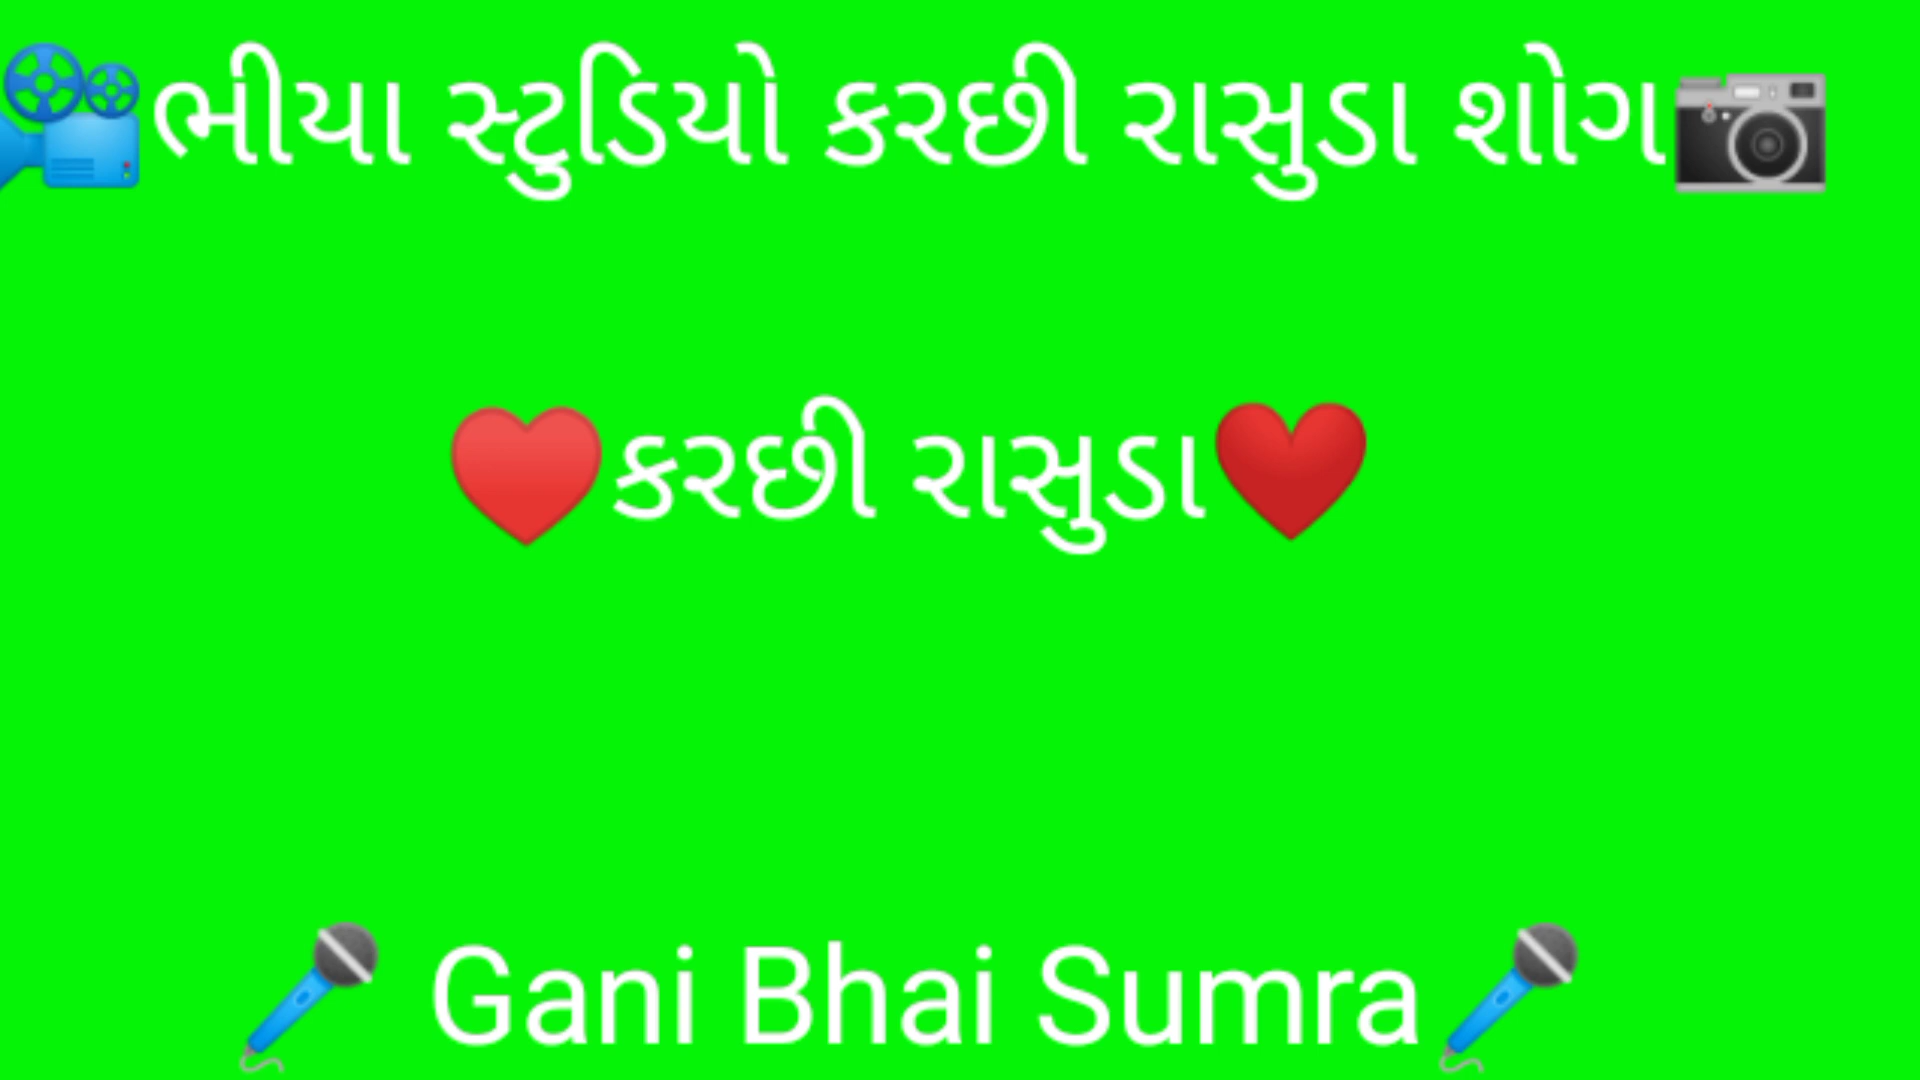 🎥ભીયા સ્ટુડિયો કરછી રાસુડા શોગ📷
♥️કરછી રાસુડા❤️
🎤 Gani Bhai Sumra🎤